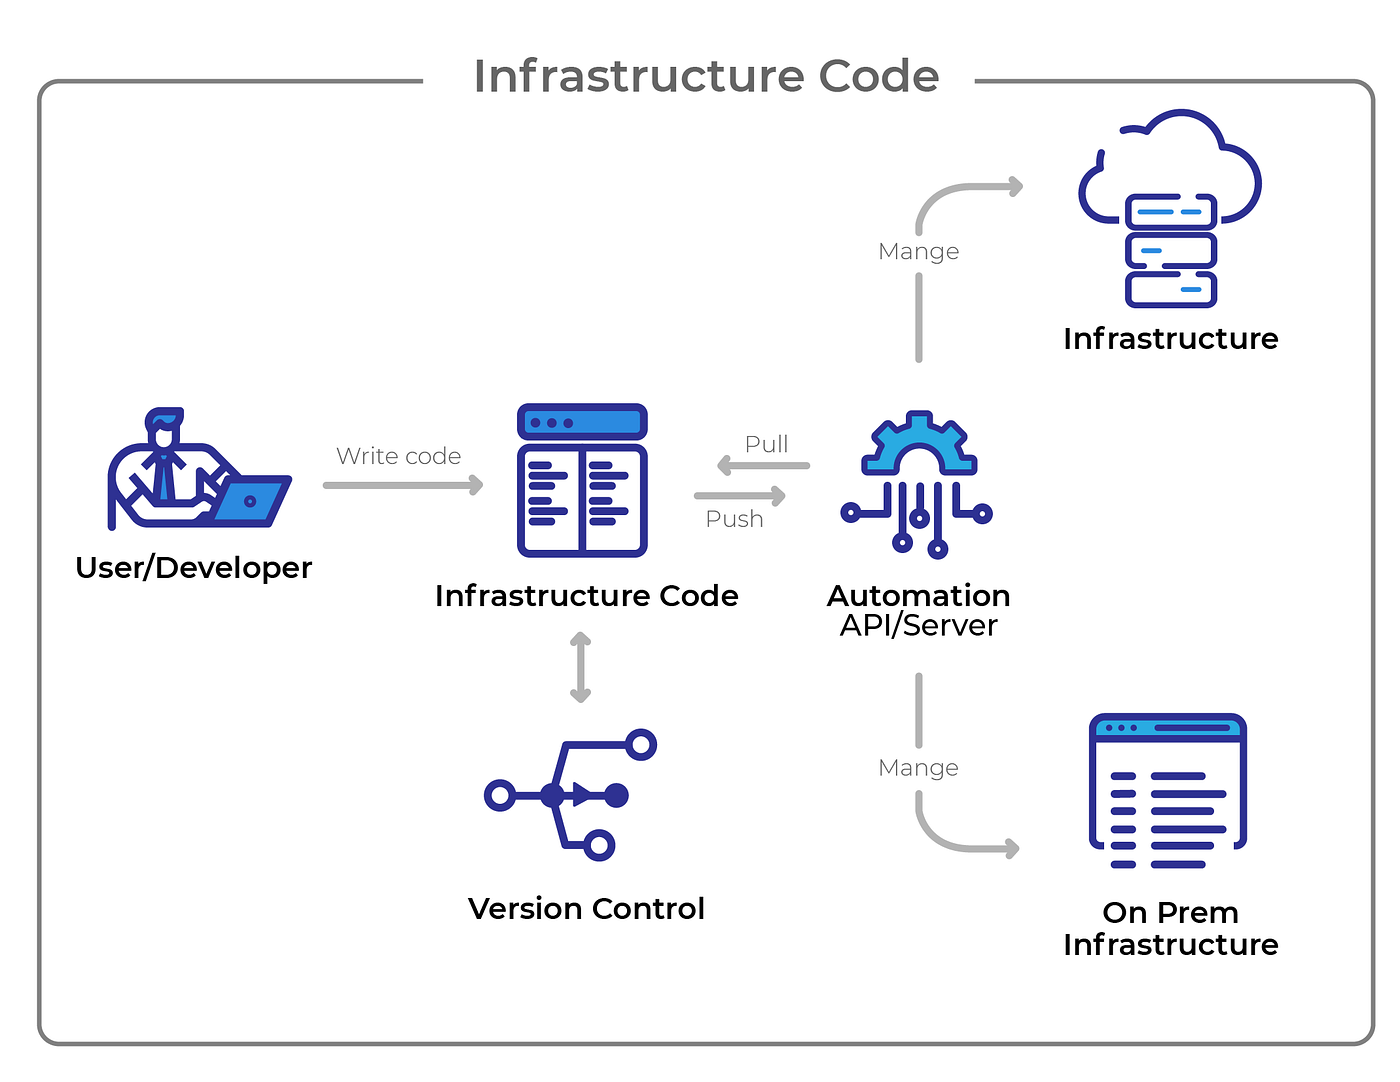 Infrastructure Code
Mange
Infrastructure
Write code
Pull
Push
User/Developer
Infrastructure Code
Automation
API/Server
Mange
Version Control
On Prem
Infrastructure